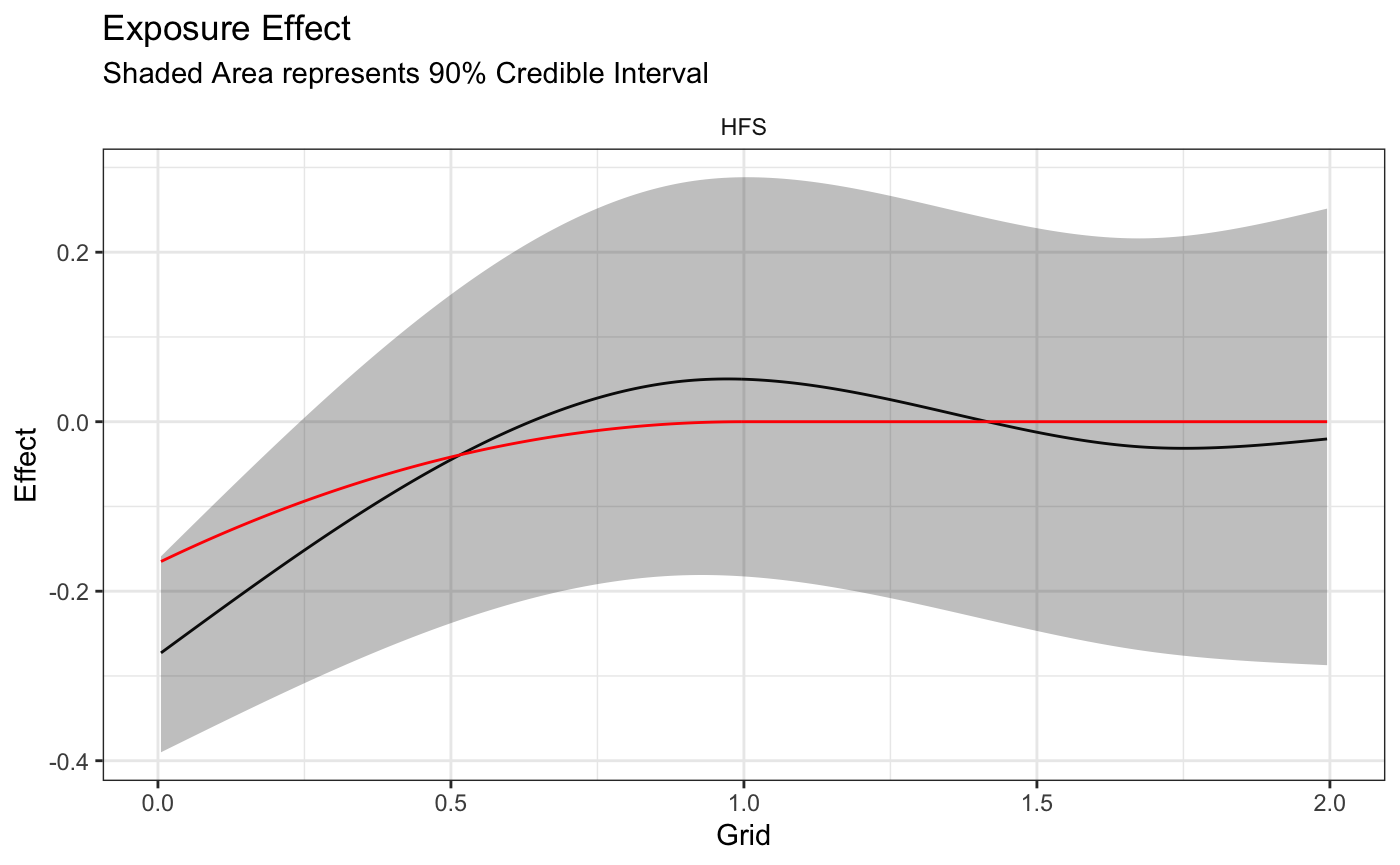 Exposure Effect
Shaded Area represents 90% Credible Interval
HFS
0.2
0.0
-0.2
-0.4
Effect
0.0 0.5 1.0 1.5 2.0
Grid